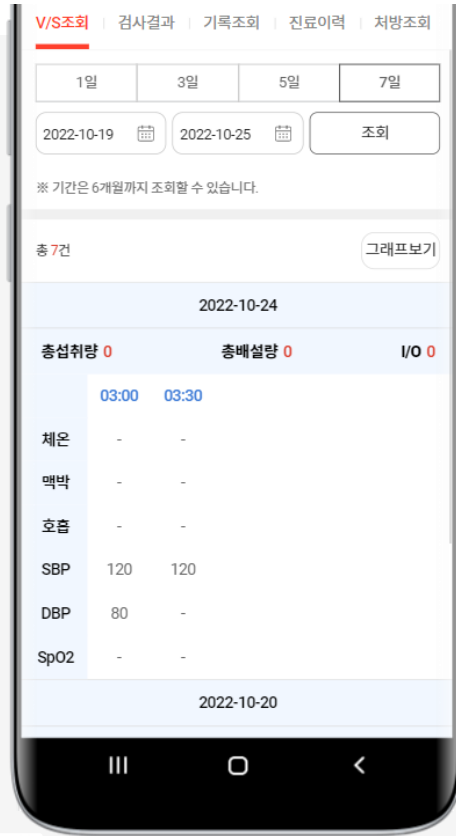 V/S조회 검사결과 기록조회 진료이력 처방조회
1일 3일 5일 7일
2022-10-19 2022-10-25 조회
※ 기간은 6개월까지 조회할 수 있습니다.
총 7건 그래프보기
2022-10-24
총섭취량 0 총배설량 0 I/O 0
03:00 03:30
체온 - -
맥박 - -
호흡 - -
SBP 120 120
DBP 80 -
SpO2 - -
2022-10-20